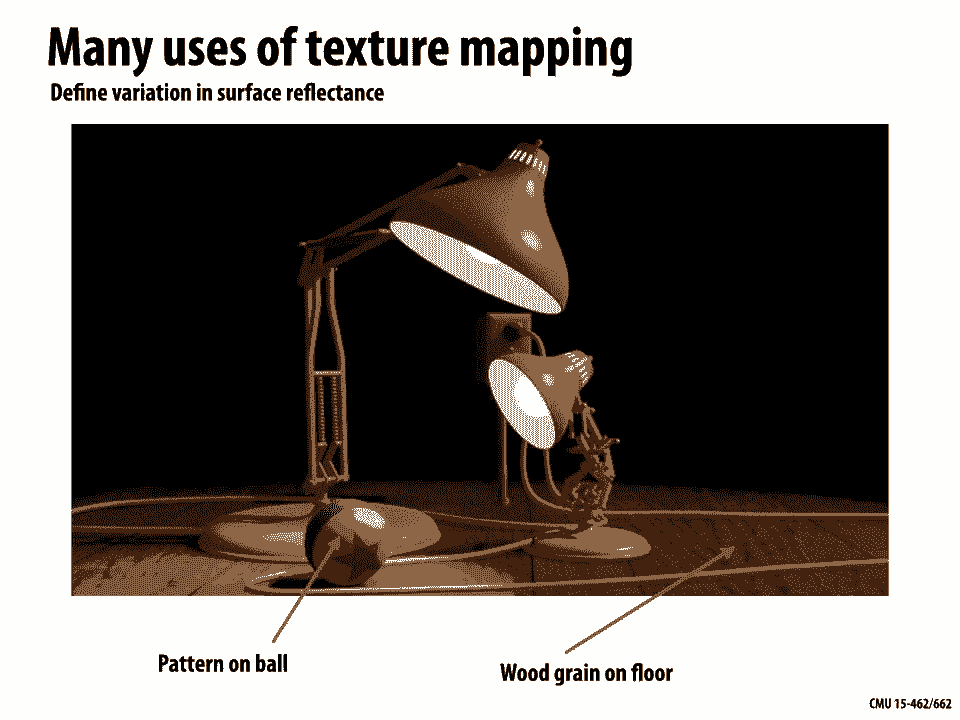 Many uses of texture mapping
Define variation in surface reflectance
Pattern on ball
Wood grain on floor
CMU 15-462/662